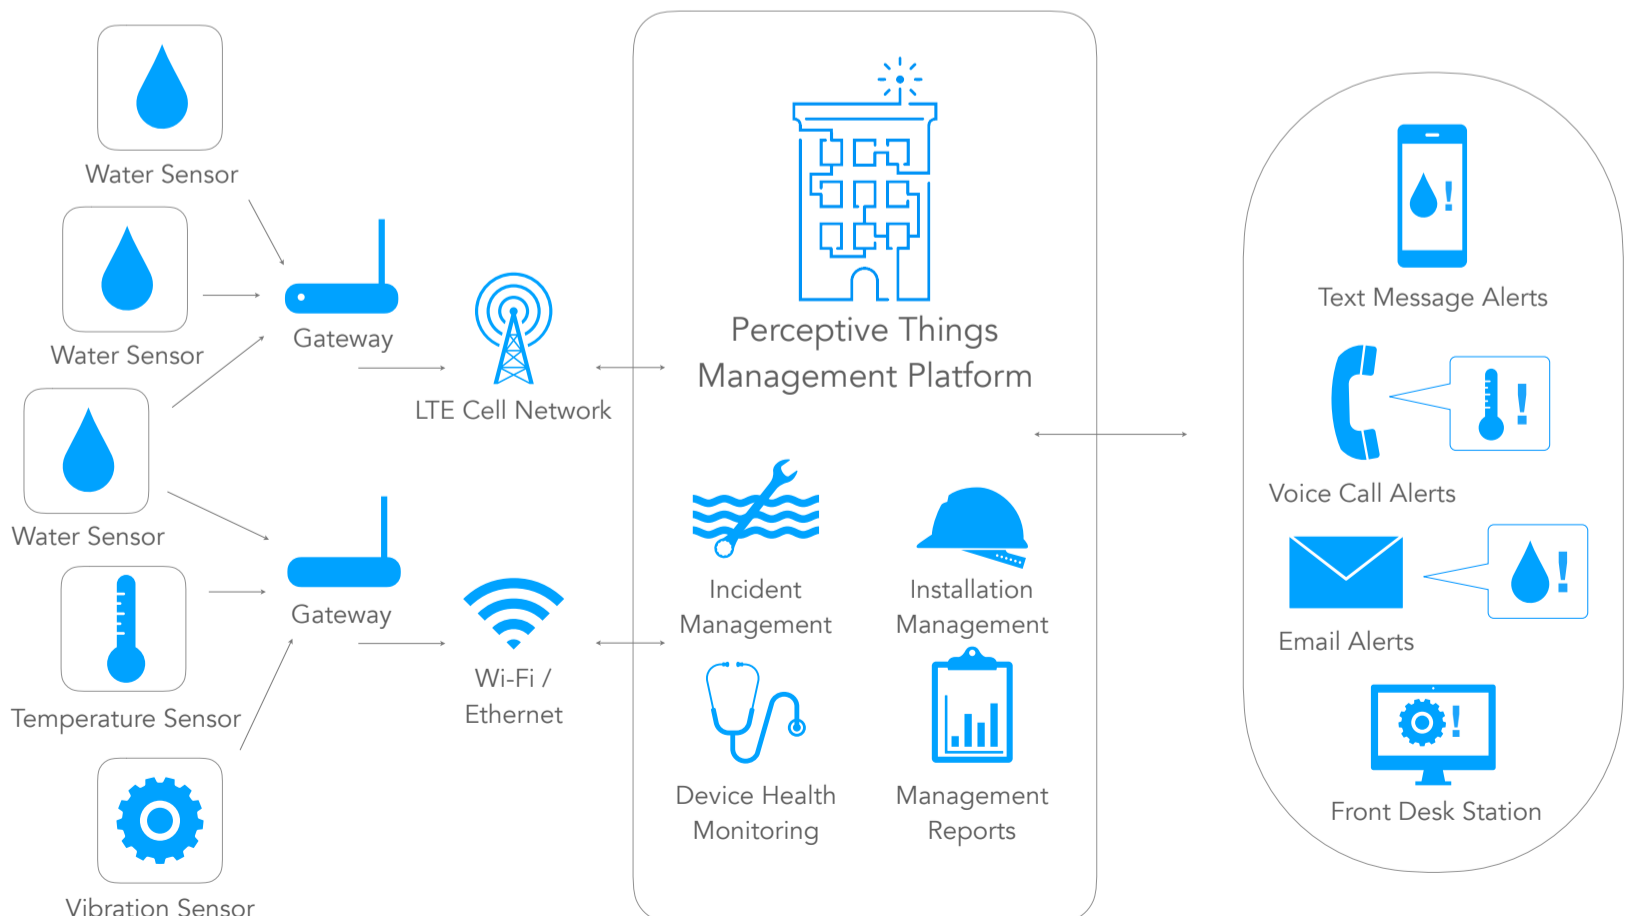 Water Sensor
Water Sensor
Water Sensor
Temperature Sensor
Vibration Sensor
Gateway
Gateway
LTE Cell Network
Wi-Fi /
Ethernet
Perceptive Things
Management Platform
Incident
Management
Installation
Management
Device Health
Monitoring
Management
Reports
Text Message Alerts
Voice Call Alerts
Email Alerts
Front Desk Station